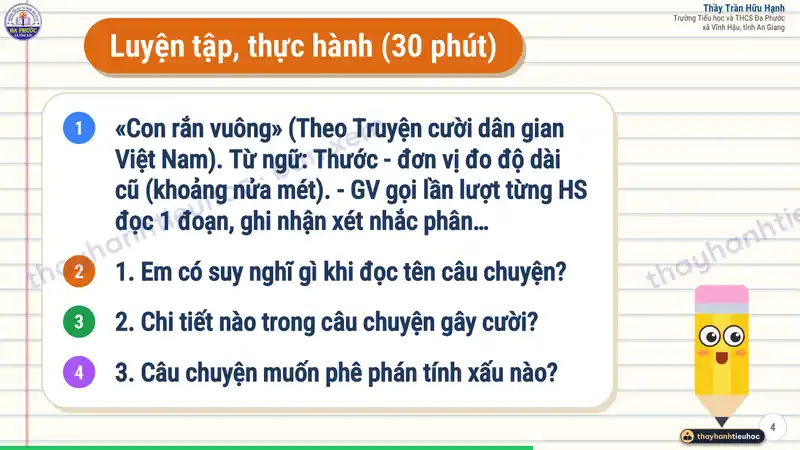 Thầy Trần Hữu Hạnh
Trường Tiểu học và THCS Đa Phước
xã Vĩnh Hậu, tỉnh An Giang
ĐA PHƯỚC
Luyện tập, thực hành (30 phút)
1
«Con rắn vuông» (Theo Truyện cười dân gian
Việt Nam). Từ ngữ: Thước - đơn vị đo độ dài
cũ (khoảng nửa mét). - GV gọi lần lượt từng HS
đọc 1 đoạn, ghi nhận xét nhắc phân…
2
1. Em có suy nghĩ gì khi đọc tên câu chuyện?
3
2. Chi tiết nào trong câu chuyện gây cười?
4
3. Câu chuyện muốn phê phán tính xấu nào?
thayhanhtieuhoc
4